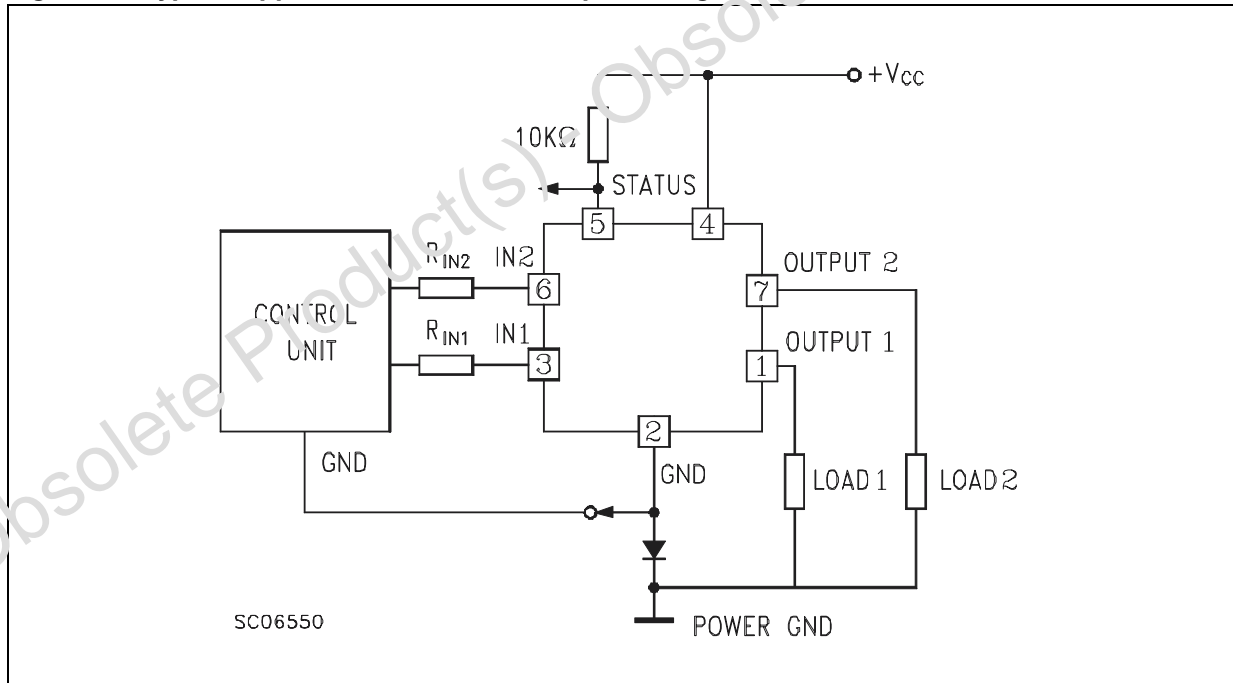 +VCC
10KΩ
STATUS
5
4
RIN2
IN2
6
OUTPUT 2
7
CONTROL
UNIT
RIN1
IN1
3
OUTPUT 1
1
2
GND
GND
LOAD 1
LOAD 2
SC06550
POWER GND
Obsolete Product(s) - Obsole